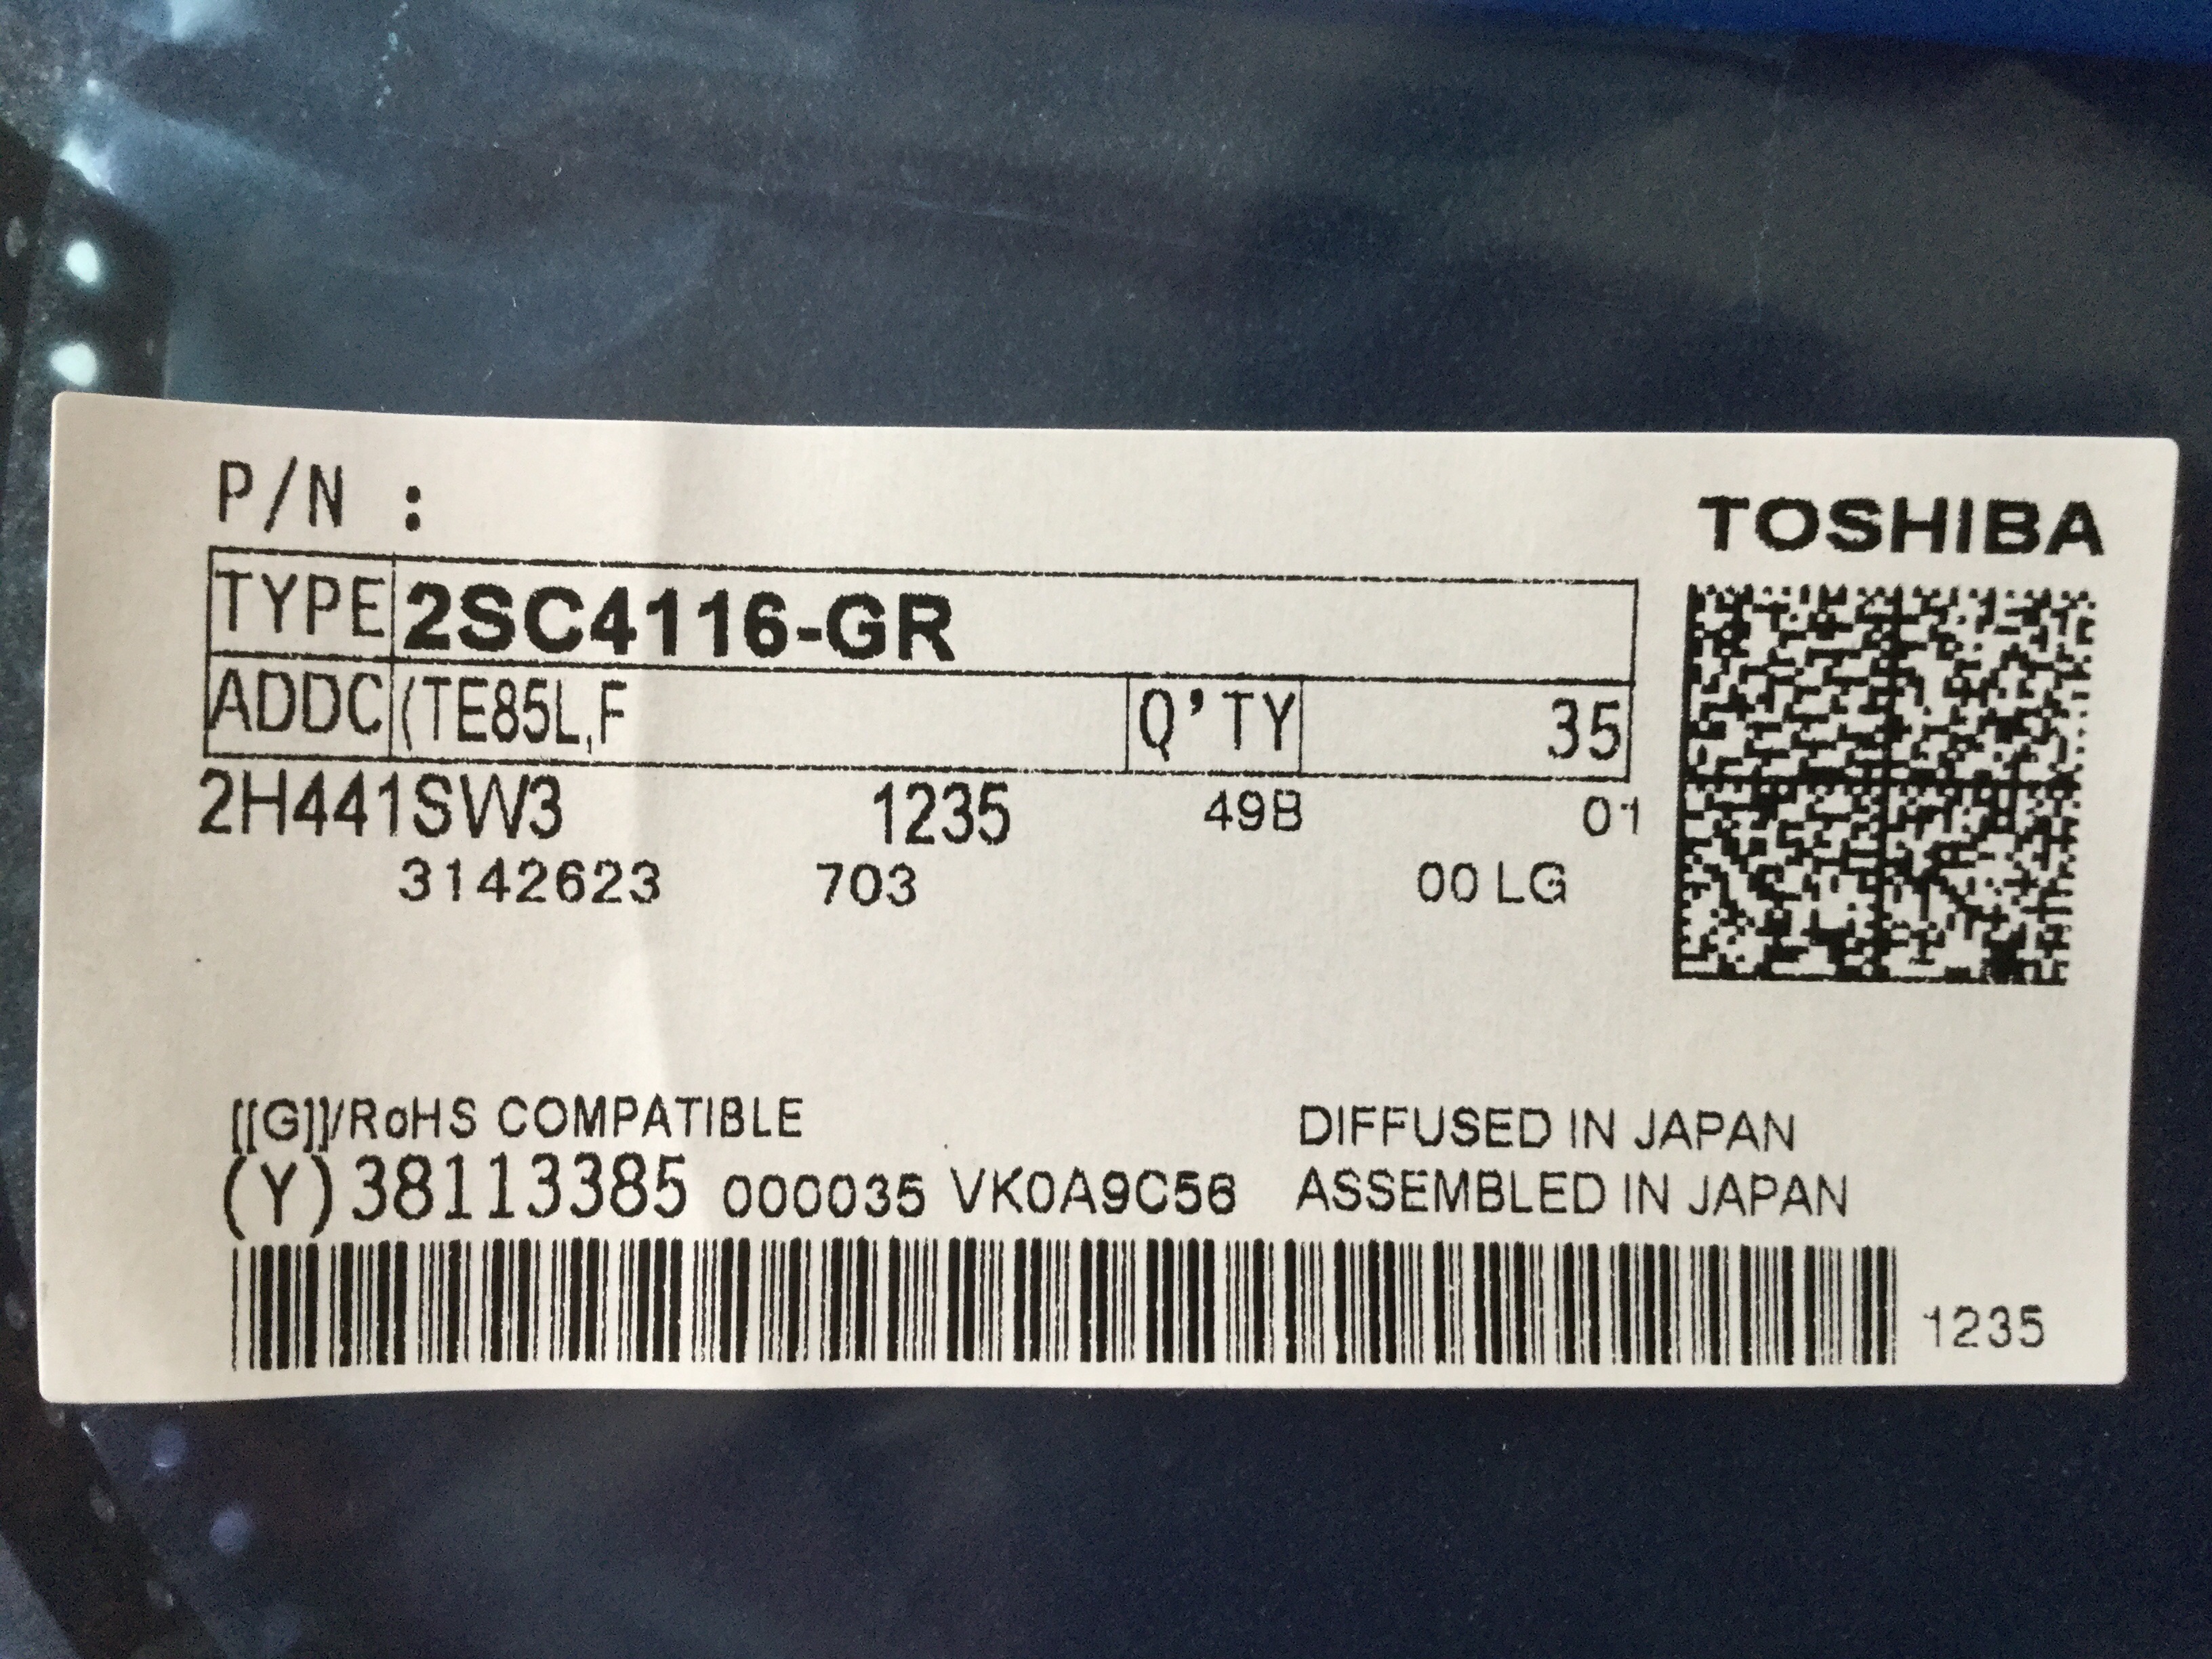 P/N :
TOSHIBA
TYPE 2SC4116-GR
ADDC (TE85L,F Q'TY 35
2H441SW3 1235 49B 01
3142623 703 00 LG
[[G]]/RoHS COMPATIBLE DIFFUSED IN JAPAN
(Y)38113385 000035 VK0A9C56 ASSEMBLED IN JAPAN
1235